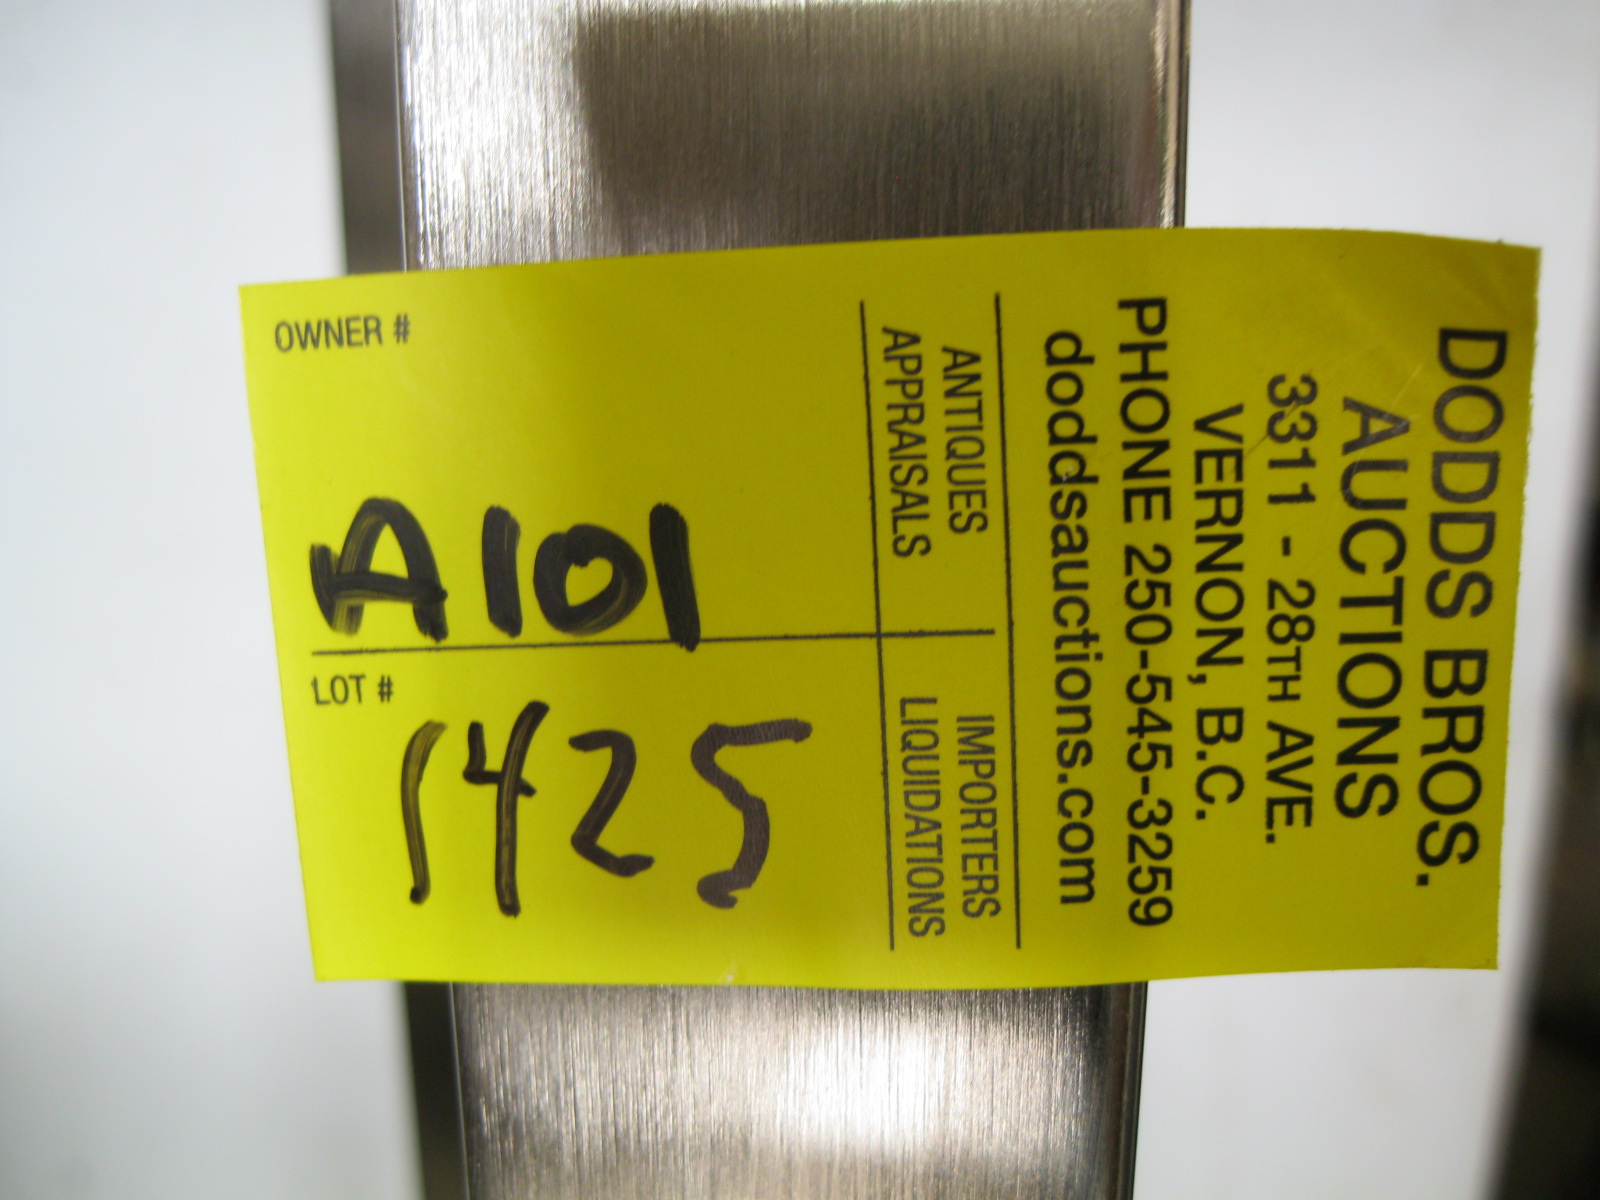 DODDS BROS.
AUCTIONS
3311 - 28TH AVE.
VERNON, B.C.
PHONE 250-545-3259
doddsauctions.com
ANTIQUES
APPRAISALS
IMPORTERS
LIQUIDATIONS
OWNER #
A101
LOT #
1425